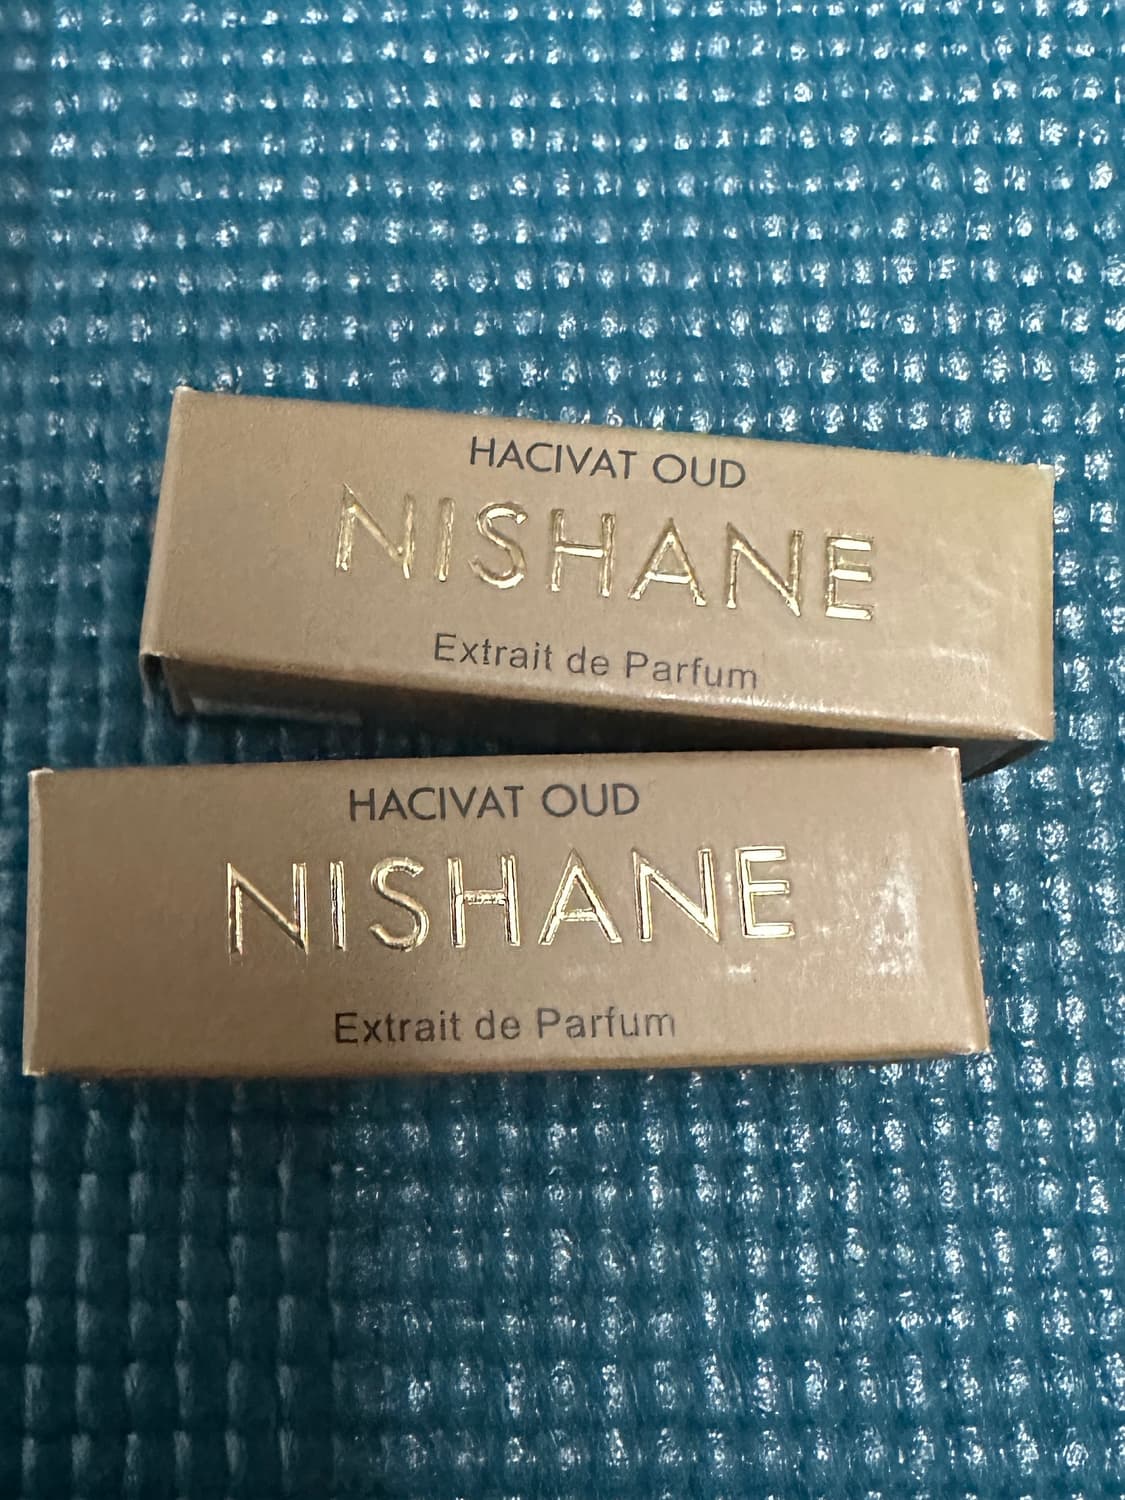 HACIVAT OUD
NISHANE
Extrait de Parfum
HACIVAT OUD
NISHANE
Extrait de Parfum